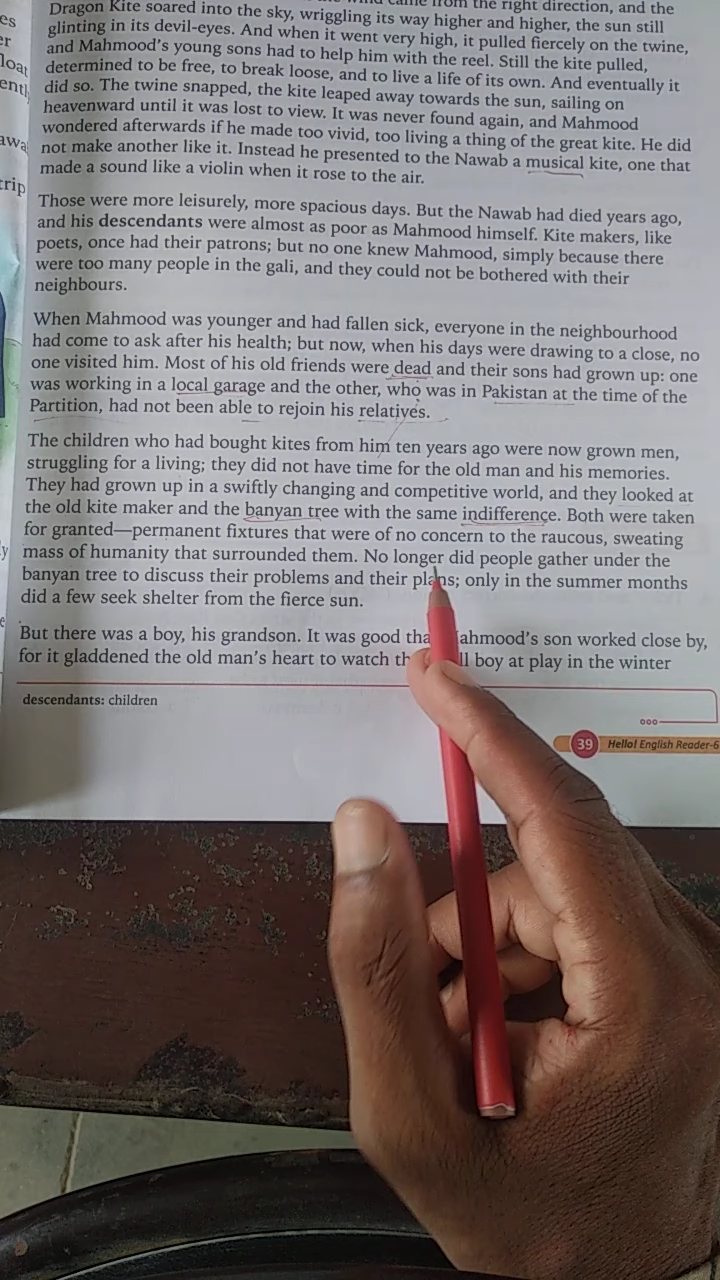 came from the right direction, and the
Dragon Kite soared into the sky, wriggling its way higher and higher, the sun still
glinting in its devil-eyes. And when it went very high, it pulled fiercely on the twine,
and Mahmood's young sons had to help him with the reel. Still the kite pulled,
determined to be free, to break loose, and to live a life of its own. And eventually it
did so. The twine snapped, the kite leaped away towards the sun, sailing on
heavenward until it was lost to view. It was never found again, and Mahmood
wondered afterwards if he made too vivid, too living a thing of the great kite. He did
not make another like it. Instead he presented to the Nawab a musical kite, one that
made a sound like a violin when it rose to the air.
Those were more leisurely, more spacious days. But the Nawab had died years ago,
and his descendants were almost as poor as Mahmood himself. Kite makers, like
poets, once had their patrons; but no one knew Mahmood, simply because there
were too many people in the gali, and they could not be bothered with their
neighbours.
When Mahmood was younger and had fallen sick, everyone in the neighbourhood
had come to ask after his health; but now, when his days were drawing to a close, no
one visited him. Most of his old friends were dead and their sons had grown up: one
was working in a local garage and the other, who was in Pakistan at the time of the
Partition, had not been able to rejoin his relatives.
The children who had bought kites from him ten years ago were now grown men,
struggling for a living; they did not have time for the old man and his memories.
They had grown up in a swiftly changing and competitive world, and they looked at
the old kite maker and the banyan tree with the same indifference. Both were taken
for granted—permanent fixtures that were of no concern to the raucous, sweating
mass of humanity that surrounded them. No longer did people gather under the
banyan tree to discuss their problems and their plans; only in the summer months
did a few seek shelter from the fierce sun.
But there was a boy, his grandson. It was good tha Mahmood's son worked close by,
for it gladdened the old man's heart to watch th ll boy at play in the winter
descendants: children
39 Hello! English Reader-6